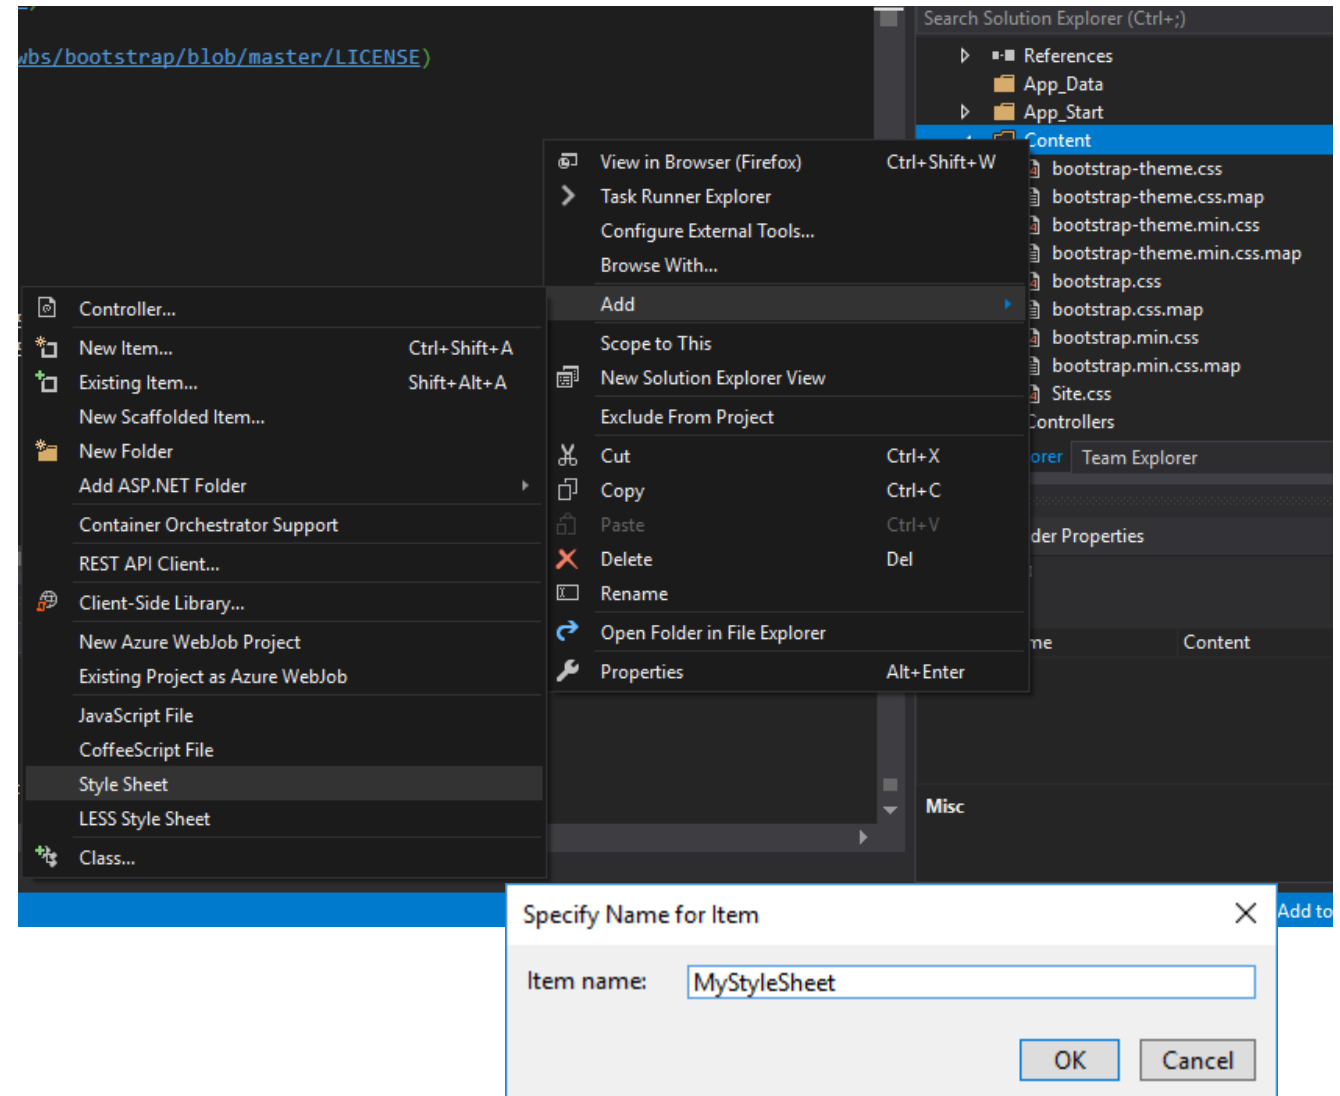 wbs/bootstrap/blob/master/LICENSE)
Search Solution Explorer (Ctrl+;)
References
App_Data
App_Start
Content
bootstrap-theme.css
bootstrap-theme.css.map
bootstrap-theme.min.css
bootstrap-theme.min.css.map
bootstrap.css
bootstrap.css.map
bootstrap.min.css
bootstrap.min.css.map
Site.css
Controllers
orer Team Explorer
der Properties
me Content
Misc
View in Browser (Firefox) Ctrl+Shift+W
Task Runner Explorer
Configure External Tools...
Browse With...
Add
Scope to This
New Solution Explorer View
Exclude From Project
Cut Ctrl+X
Copy Ctrl+C
Paste Ctrl+V
Delete Del
Rename
Open Folder in File Explorer
Properties Alt+Enter
Controller...
New Item... Ctrl+Shift+A
Existing Item... Shift+Alt+A
New Scaffolded Item...
New Folder
Add ASP.NET Folder
Container Orchestrator Support
REST API Client...
Client-Side Library...
New Azure WebJob Project
Existing Project as Azure WebJob
JavaScript File
CoffeeScript File
Style Sheet
LESS Style Sheet
Class...
Add to
Specify Name for Item
Item name: MyStyleSheet
OK Cancel